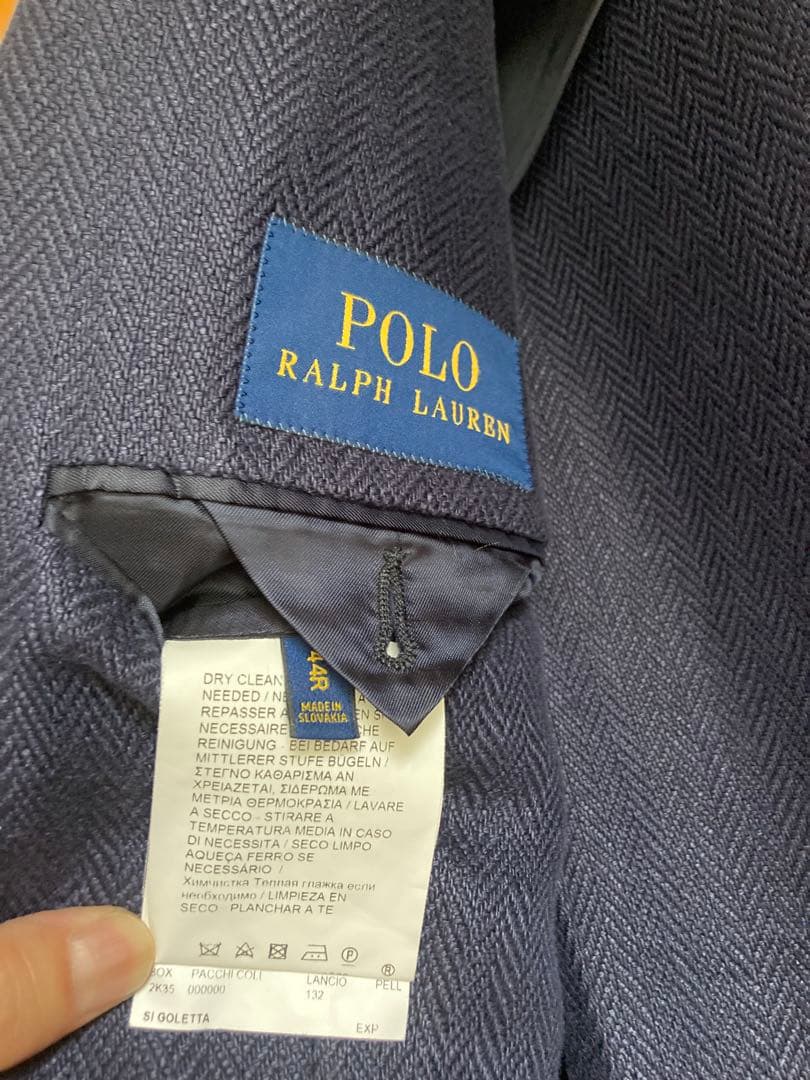 POLO
RALPH LAUREN
44R
MADE IN
SLOVAKIA
DRY CLEAN
NEEDED /
REPASSER
NECESSAIRE
REINIGUNG - BEI BEDARF AUF
MITTLERER STUFE BÜGELN /
ΣΤΕΓΝΟ ΚΑΘΑΡΙΣΜΑ ΑΝ
ΧΡΕΙΑΖΕΤΑΙ, ΣΙΔΕΡΩΜΑ ΜΕ
ΜΕΤΡΙΑ ΘΕΡΜΟΚΡΑΣΙΑ / LAVARE
A SECCO - STIRARE A
TEMPERATURA MEDIA IN CASO
DI NECESSITA / SECO LIMPO
AQUEÇA FERRO SE
NECESSÁRIO /
Химчистка Теплая глажка если
необходимо / LIMPIEZA EN
SECO - PLANCHAR A TE
P
®
BOX PACCHI COLL LANCIO PELL
2K35 000000 132
SI GOLETTA
EXP